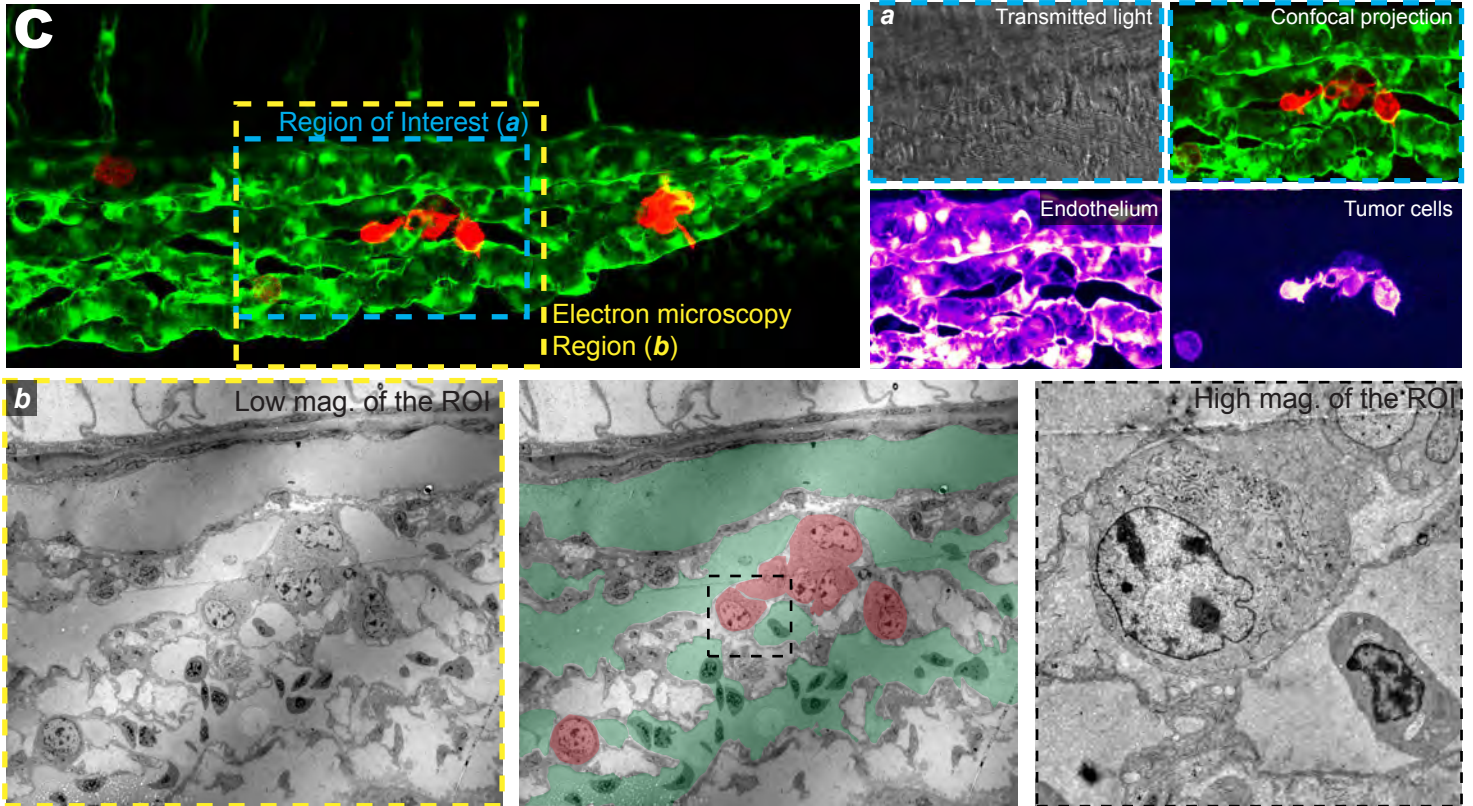 c
Region of Interest (a)
Electron microscopy
Region (b)
a
Transmitted light
Confocal projection
Endothelium
Tumor cells
b
Low mag. of the ROI
High mag. of the ROI